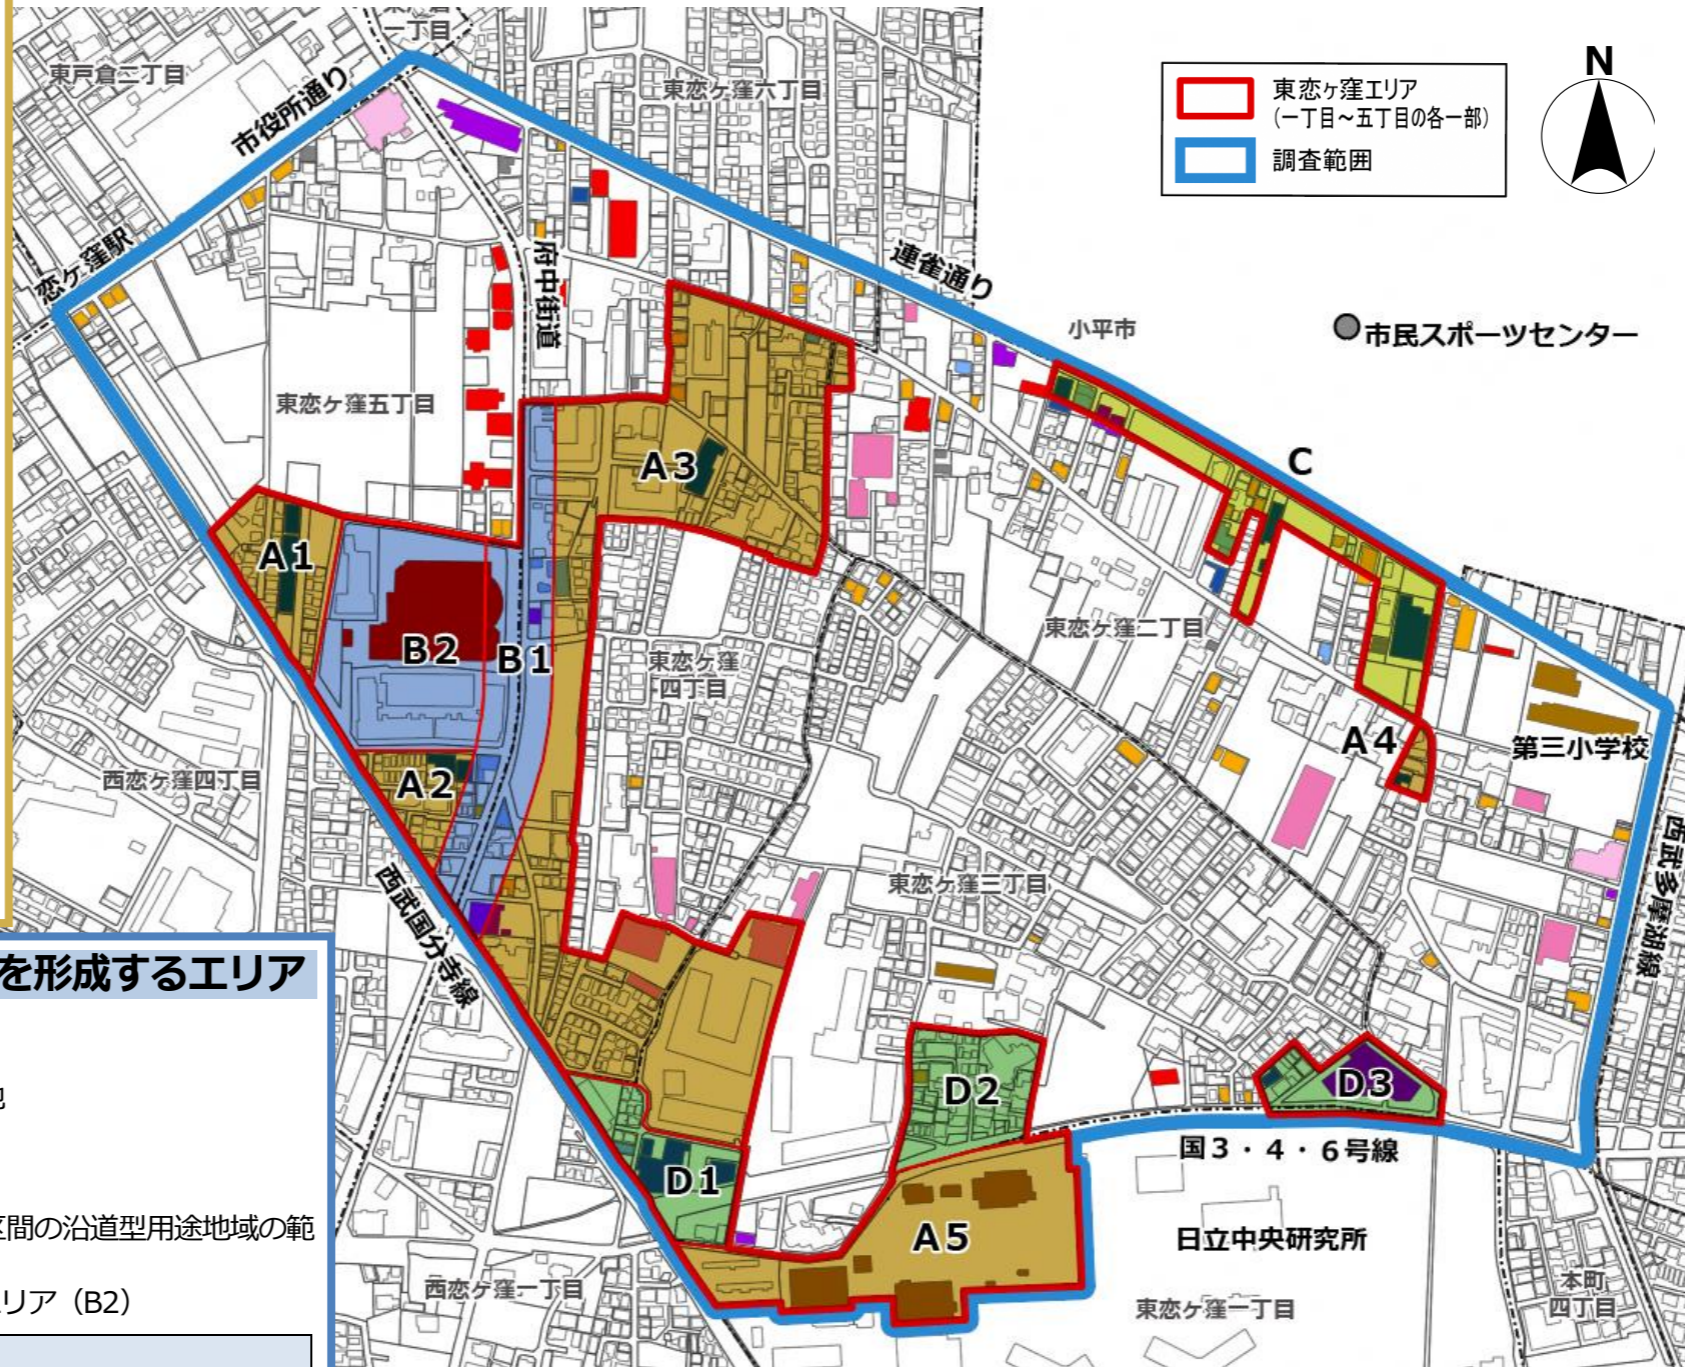 一丁目
東戸倉二丁目
市役所通り
東恋ヶ窪六丁目
東恋ヶ窪エリア
(一丁目～五丁目の各一部)
調査範囲
N
恋ヶ窪駅
府中街道
連雀通り
小平市
市民スポーツセンター
東恋ヶ窪五丁目
A3
C
A1
B2
B1
東恋ヶ窪
四丁目
東恋ヶ窪二丁目
A4
第三小学校
西恋ヶ窪四丁目
A2
西武国分寺線
東恋ヶ窪三丁目
西武多摩湖線
を形成するエリア
D2
D3
国3・4・6号線
D1
区間の沿道型用途地域の範
A5
日立中央研究所
西恋ヶ窪一丁目
リア（B2）
東恋ヶ窪一丁目
本町
四丁目